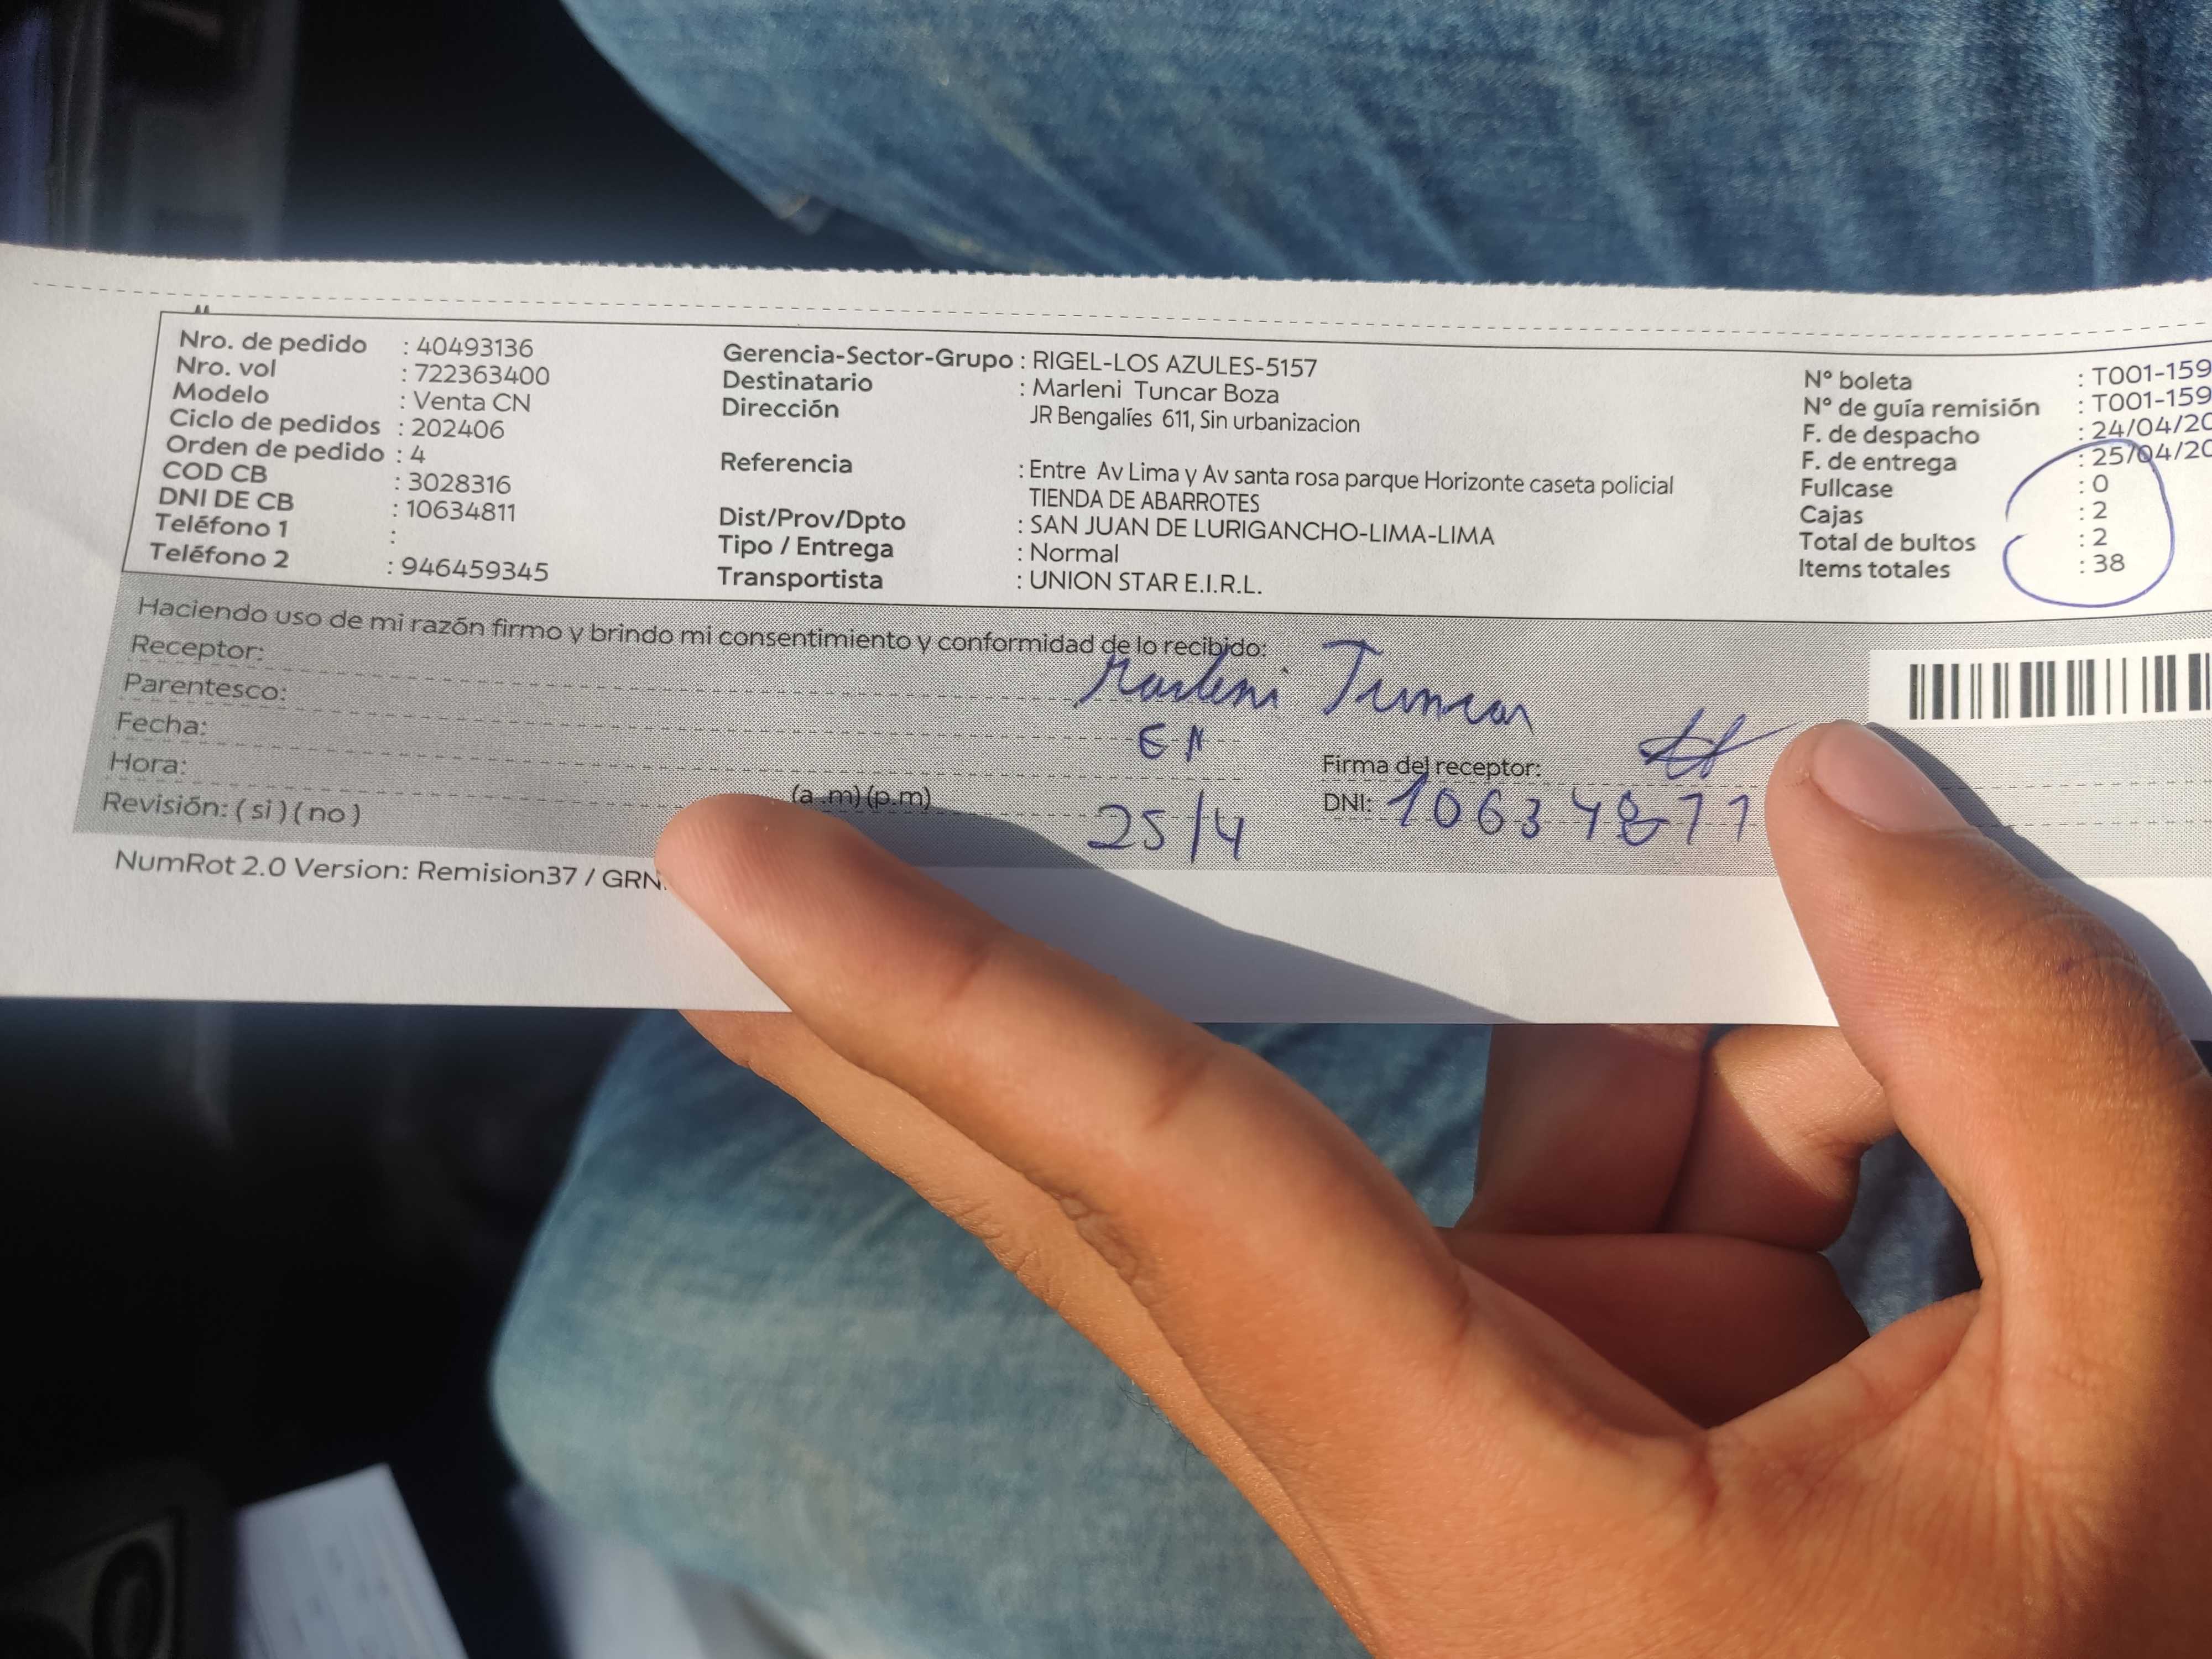 Nro. de pedido : 40493136
Nro. vol : 722363400
Modelo : Venta CN
Ciclo de pedidos : 202406
Orden de pedido : 4
COD CB : 3028316
DNI DE CB : 10634811
Teléfono 1 :
Teléfono 2 : 946459345
Gerencia-Sector-Grupo : RIGEL-LOS AZULES-5157
Destinatario : Marleni Tuncar Boza
Dirección JR Bengalíes 611, Sin urbanizacion
Referencia : Entre Av Lima y Av santa rosa parque Horizonte caseta policial
TIENDA DE ABARROTES
Dist/Prov/Dpto : SAN JUAN DE LURIGANCHO-LIMA-LIMA
Tipo / Entrega : Normal
Transportista : UNION STAR E.I.R.L.
N° boleta : T001-159
N° de guía remisión : T001-159
F. de despacho : 24/04/20
F. de entrega : 25/04/20
Fullcase : 0
Cajas : 2
Total de bultos : 2
Items totales : 38
Haciendo uso de mi razón firmo y brindo mi consentimiento y conformidad de lo recibido:
Receptor: Marleni Tuncar
Parentesco:
Fecha:
Hora: (a .m) (p.m)
25/4
Revisión: ( si ) ( no )
Firma del receptor:
DNI: 10634811
NumRot 2.0 Version: Remision37 / GRN